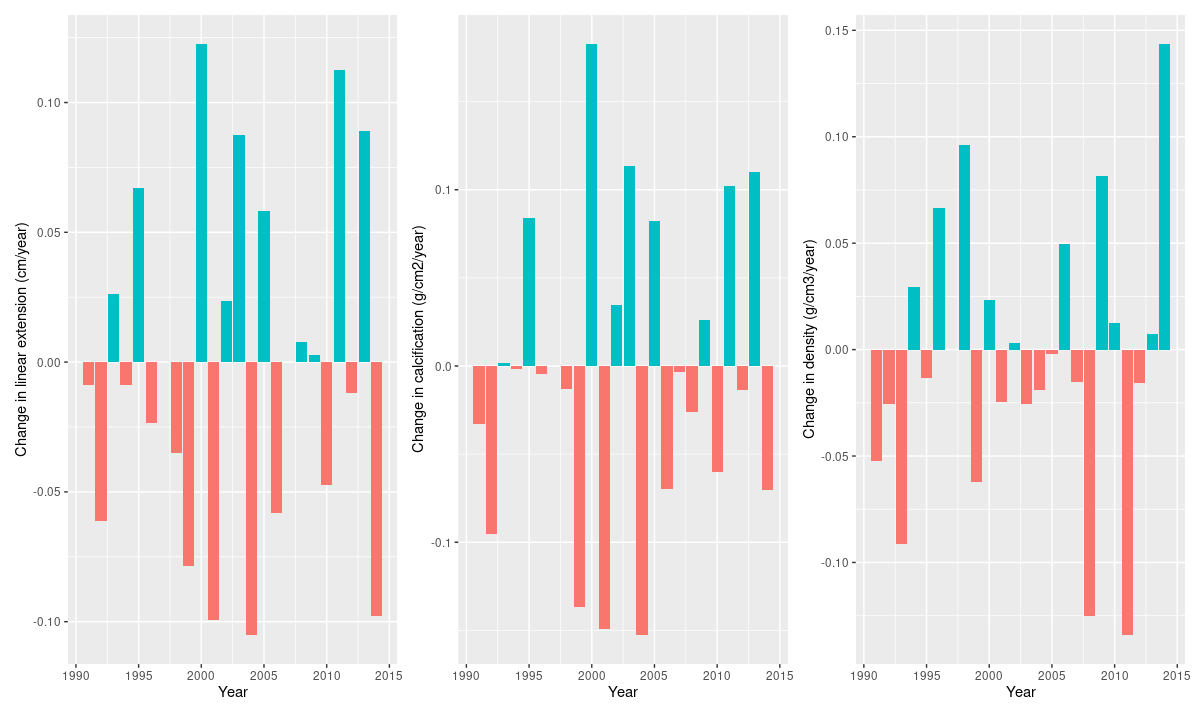 Change in linear extension (cm/year)
0.10
0.05
0.00
-0.05
-0.10
1990 1995 2000 2005 2010 2015
Year
Change in calcification (g/cm2/year)
0.1
0.0
-0.1
1990 1995 2000 2005 2010 2015
Year
Change in density (g/cm3/year)
0.15
0.10
0.05
0.00
-0.05
-0.10
1990 1995 2000 2005 2010 2015
Year